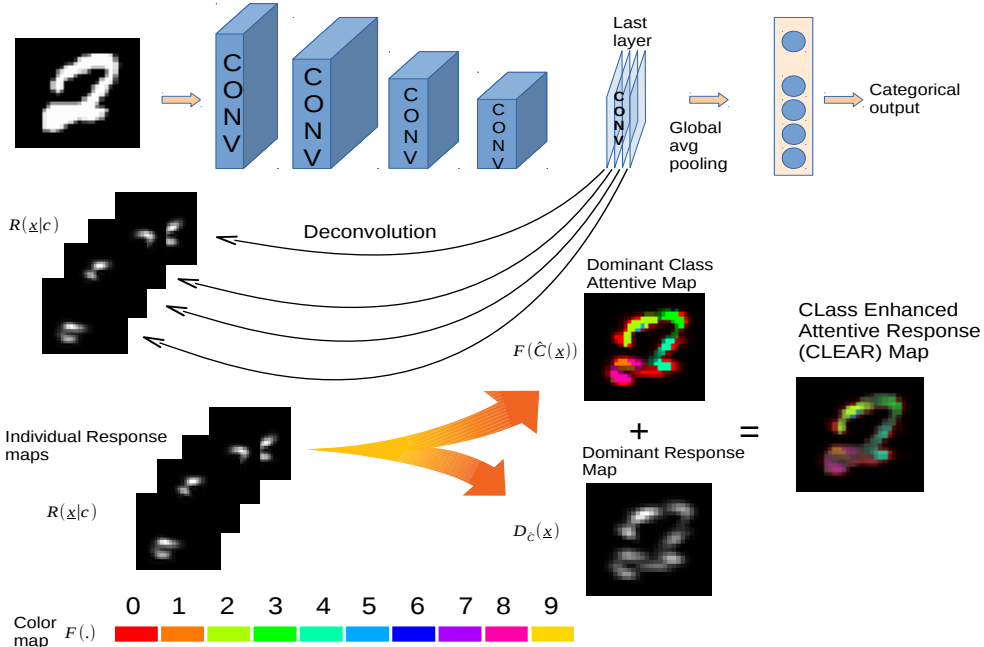 CONV
CONV
CONV
CONV
Last
layer
CONV
Global
avg
pooling
Categorical
output
R(x|c)
Deconvolution
Dominant Class
Attentive Map
F(Ĉ(x))
CLass Enhanced
Attentive Response
(CLEAR) Map
Individual Response
maps
R(x|c)
+
=
Dominant Response
Map
D_Ĉ(x)
0 1 2 3 4 5 6 7 8 9
Color
map
F(.)